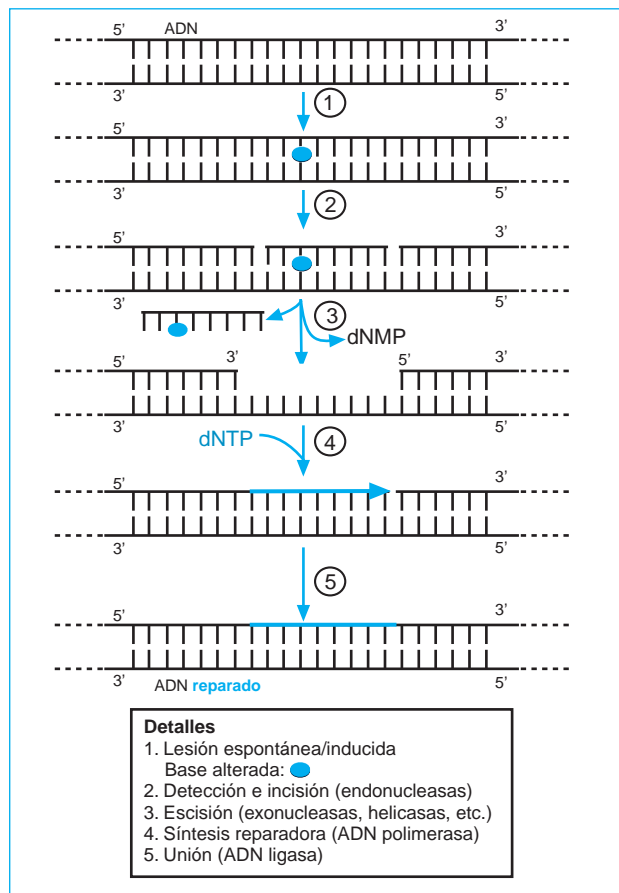 5’ ADN 3’
3’ 5’
1
5’ 3’
3’ 5’
2
5’ 3’
3’ 5’
3
dNMP
5’ 3’ 5’ 3’
3’ 5’
dNTP 4
5’ 3’
3’ 5’
5
5’ 3’
3’ ADN reparado 5’
Detalles
1. Lesión espontánea/inducida
Base alterada:
2. Detección e incisión (endonucleasas)
3. Escisión (exonucleasas, helicasas, etc.)
4. Síntesis reparadora (ADN polimerasa)
5. Unión (ADN ligasa)